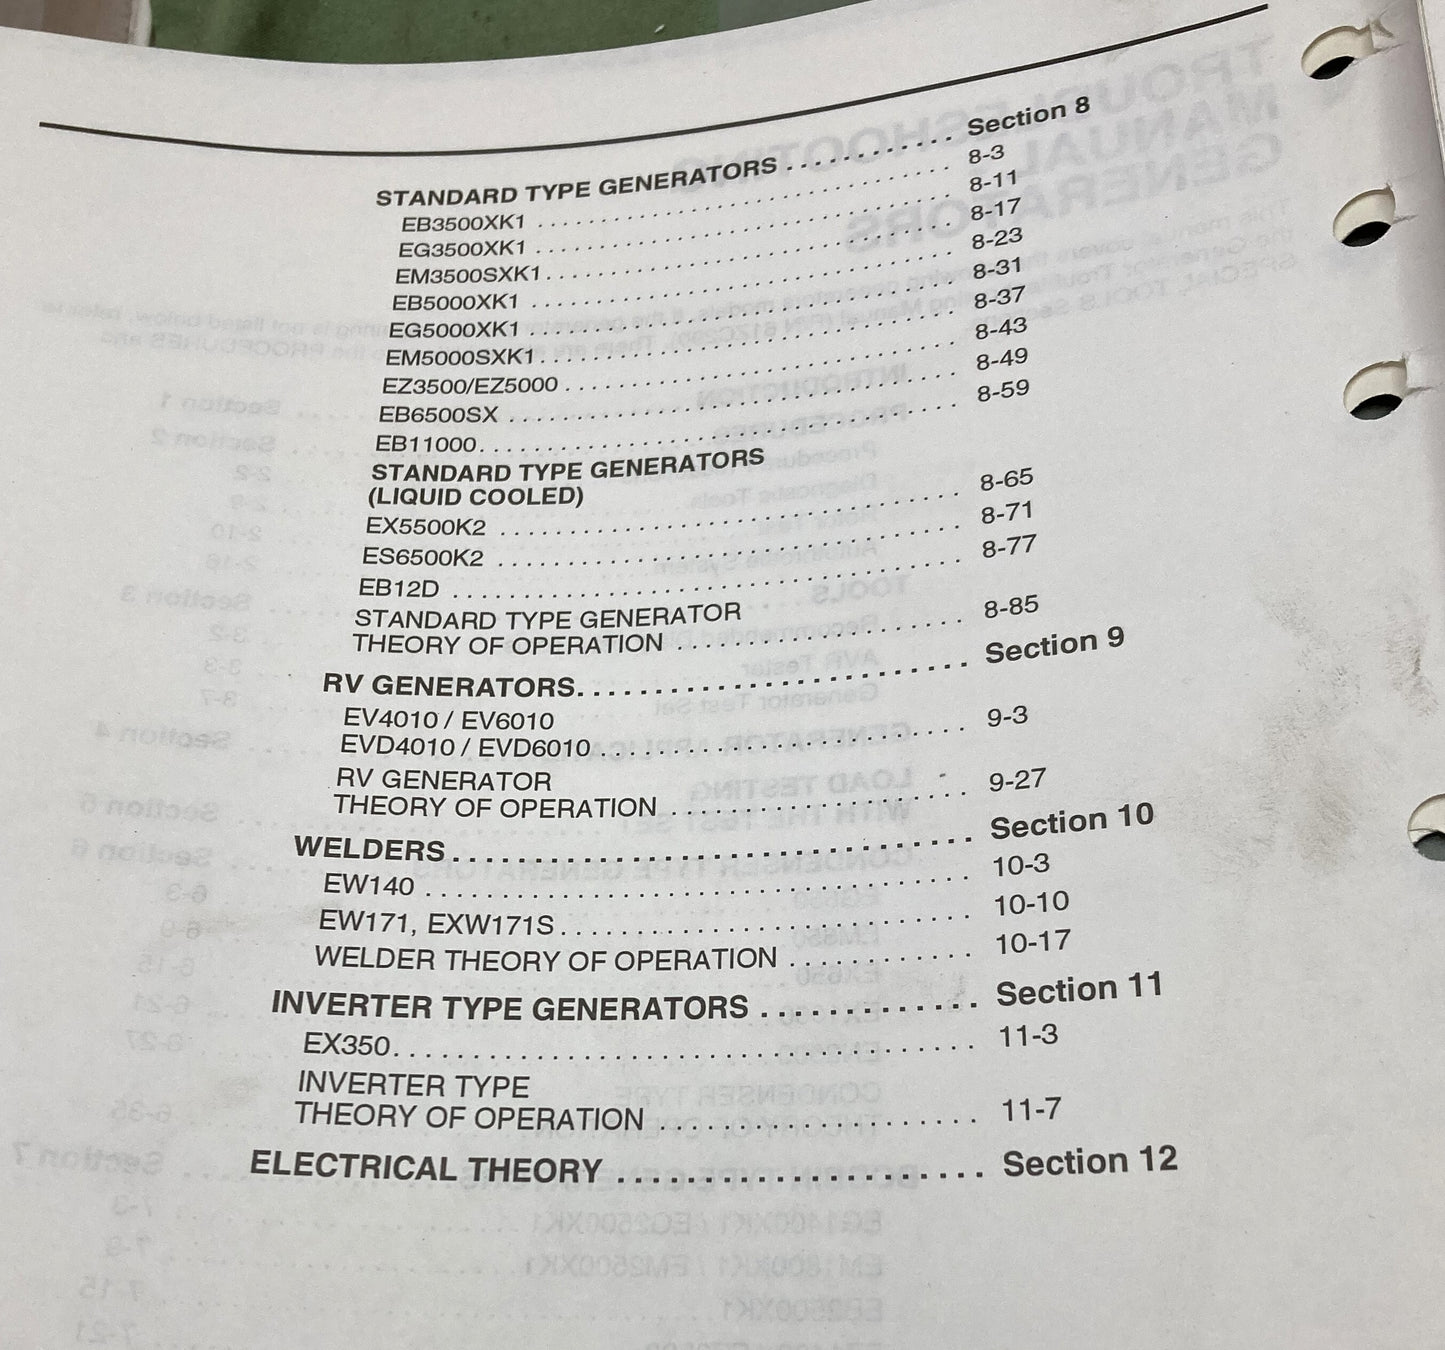 STANDARD TYPE GENERATORS . . . . . . . . . . . . Section 8
EB3500XK1 . . . . . . . . . . . . . . . . . . . . . . . . . . . . . . 8-3
EG3500XK1 . . . . . . . . . . . . . . . . . . . . . . . . . . . . . . 8-11
EM3500SXK1 . . . . . . . . . . . . . . . . . . . . . . . . . . . . . 8-17
EB5000XK1 . . . . . . . . . . . . . . . . . . . . . . . . . . . . . . 8-23
EG5000XK1 . . . . . . . . . . . . . . . . . . . . . . . . . . . . . . 8-31
EM5000SXK1 . . . . . . . . . . . . . . . . . . . . . . . . . . . . . 8-37
EZ3500/EZ5000 . . . . . . . . . . . . . . . . . . . . . . . . . . . 8-43
EB6500SX . . . . . . . . . . . . . . . . . . . . . . . . . . . . . . . 8-49
EB11000 . . . . . . . . . . . . . . . . . . . . . . . . . . . . . . . . 8-59
STANDARD TYPE GENERATORS
(LIQUID COOLED)
EX5500K2 . . . . . . . . . . . . . . . . . . . . . . . . . . . . . . . 8-65
ES6500K2 . . . . . . . . . . . . . . . . . . . . . . . . . . . . . . . 8-71
EB12D . . . . . . . . . . . . . . . . . . . . . . . . . . . . . . . . . . 8-77
STANDARD TYPE GENERATOR
THEORY OF OPERATION . . . . . . . . . . . . . . . . . . . 8-85
RV GENERATORS. . . . . . . . . . . . . . . . . . . . . . . . . Section 9
EV4010 / EV6010
EVD4010 / EVD6010 . . . . . . . . . . . . . . . . . . . . . . . . 9-3
RV GENERATOR
THEORY OF OPERATION . . . . . . . . . . . . . . . . . . . 9-27
WELDERS . . . . . . . . . . . . . . . . . . . . . . . . . . . . . . . Section 10
EW140 . . . . . . . . . . . . . . . . . . . . . . . . . . . . . . . . . . 10-3
EW171, EXW171S . . . . . . . . . . . . . . . . . . . . . . . . . . 10-10
WELDER THEORY OF OPERATION . . . . . . . . . . . . 10-17
INVERTER TYPE GENERATORS . . . . . . . . . . . . . Section 11
EX350 . . . . . . . . . . . . . . . . . . . . . . . . . . . . . . . . . . . 11-3
INVERTER TYPE
THEORY OF OPERATION . . . . . . . . . . . . . . . . . . . 11-7
ELECTRICAL THEORY . . . . . . . . . . . . . . . . . . . . . Section 12